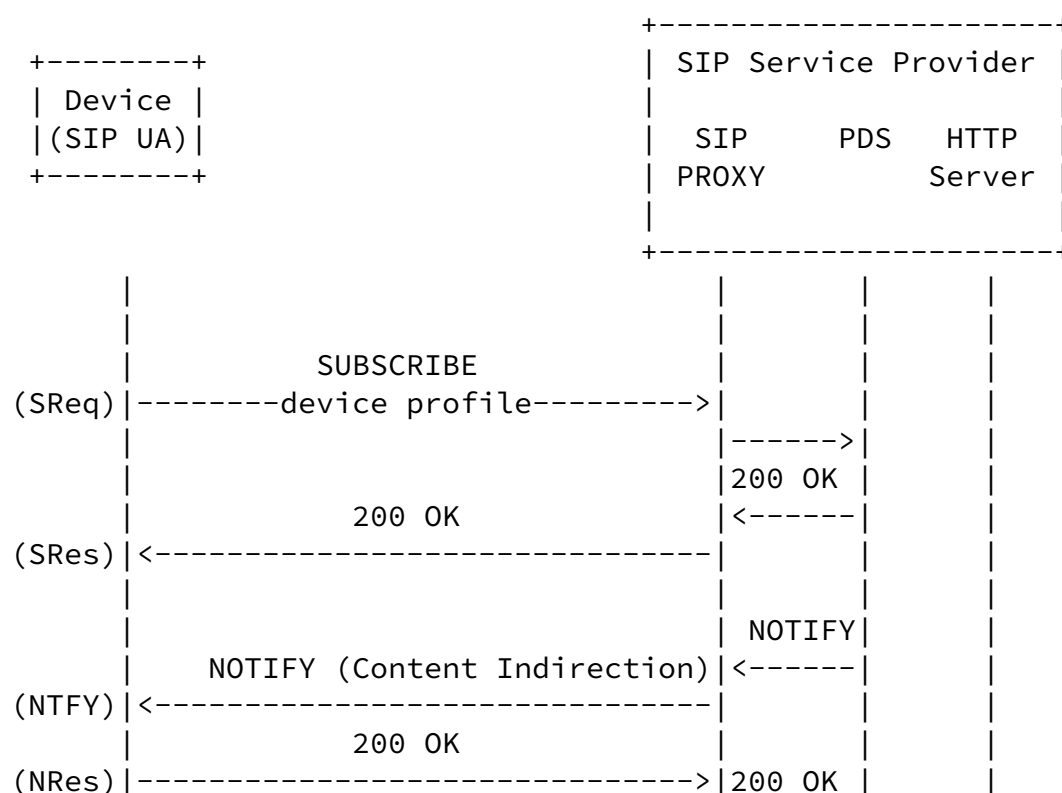 SIP Service Provider
Device
(SIP UA)
SIP PDS HTTP
PROXY Server
SUBSCRIBE
(SReq) device profile
200 OK
200 OK
(SRes)
NOTIFY
NOTIFY (Content Indirection)
(NTFY)
200 OK
(NRes) 200 OK